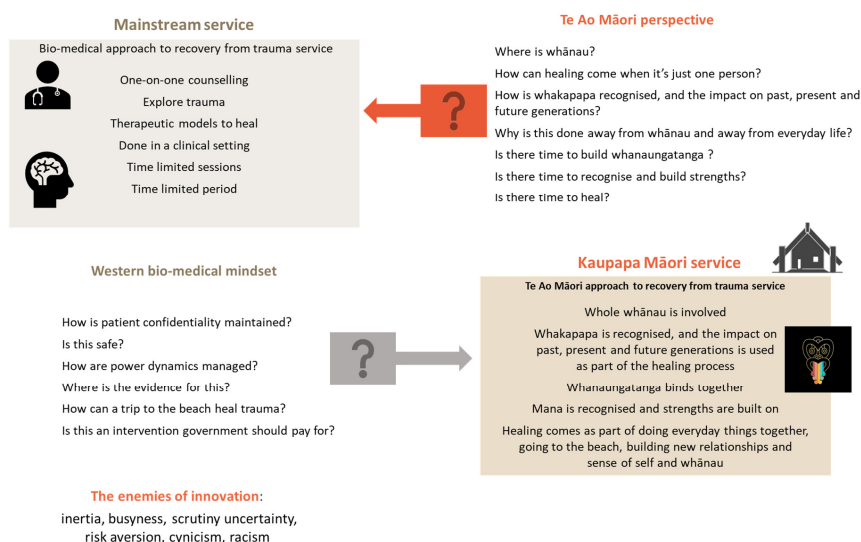 Mainstream service
Bio-medical approach to recovery from trauma service
One-on-one counselling
Explore trauma
Therapeutic models to heal
Done in a clinical setting
Time limited sessions
Time limited period
?
Te Ao Māori perspective
Where is whānau?
How can healing come when it's just one person?
How is whakapapa recognised, and the impact on past, present and
future generations?
Why is this done away from whānau and away from everyday life?
Is there time to build whanaungatanga ?
Is there time to recognise and build strengths?
Is there time to heal?
Western bio-medical mindset
How is patient confidentiality maintained?
Is this safe?
How are power dynamics managed?
Where is the evidence for this?
How can a trip to the beach heal trauma?
Is this an intervention government should pay for?
?
Kaupapa Māori service
Te Ao Māori approach to recovery from trauma service
Whole whānau is involved
Whakapapa is recognised, and the impact on
past, present and future generations is used
as part of the healing process
Whanaungatanga binds together
Mana is recognised and strengths are built on
Healing comes as part of doing everyday things together,
going to the beach, building new relationships and
sense of self and whānau
The enemies of innovation:
inertia, busyness, scrutiny uncertainty,
risk aversion, cynicism, racism